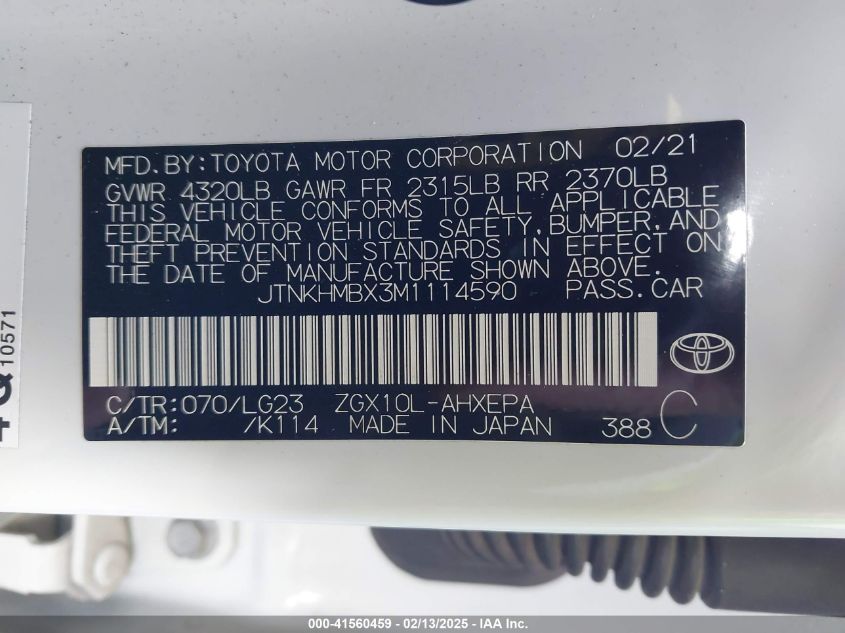 MFD.BY:TOYOTA MOTOR CORPORATION 02/21
GVWR 4320LB GAWR FR 2315LB RR 2370LB
THIS VEHICLE CONFORMS TO ALL APPLICABLE
FEDERAL MOTOR VEHICLE SAFETY,BUMPER,AND
THEFT PREVENTION STANDARDS IN EFFECT ON
THE DATE OF MANUFACTURE SHOWN ABOVE.
JTNKHMBX3M1114590 PASS.CAR
C/TR:070/LG23 ZGX10L-AHXEPA
A/TM: /K114 MADE IN JAPAN 388 C
10571
000-41560459 - 02/13/2025 - IAA Inc.